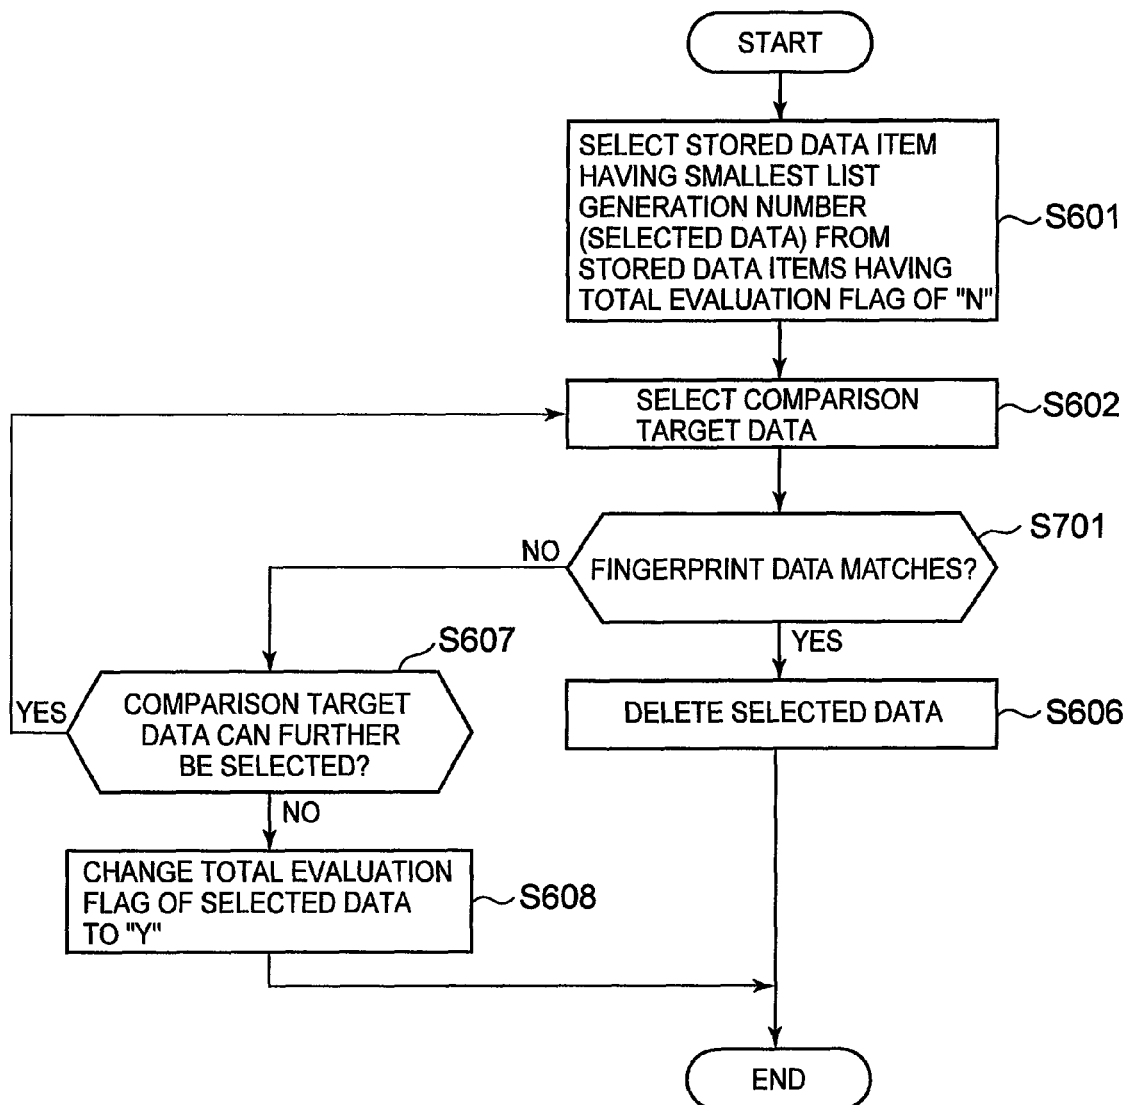 START
SELECT STORED DATA ITEM
HAVING SMALLEST LIST
GENERATION NUMBER
(SELECTED DATA) FROM
STORED DATA ITEMS HAVING
TOTAL EVALUATION FLAG OF "N"
S601
SELECT COMPARISON
TARGET DATA
S602
FINGERPRINT DATA MATCHES?
S701
NO
YES
S607
COMPARISON TARGET
DATA CAN FURTHER
BE SELECTED?
YES
NO
DELETE SELECTED DATA
S606
CHANGE TOTAL EVALUATION
FLAG OF SELECTED DATA
TO "Y"
S608
END